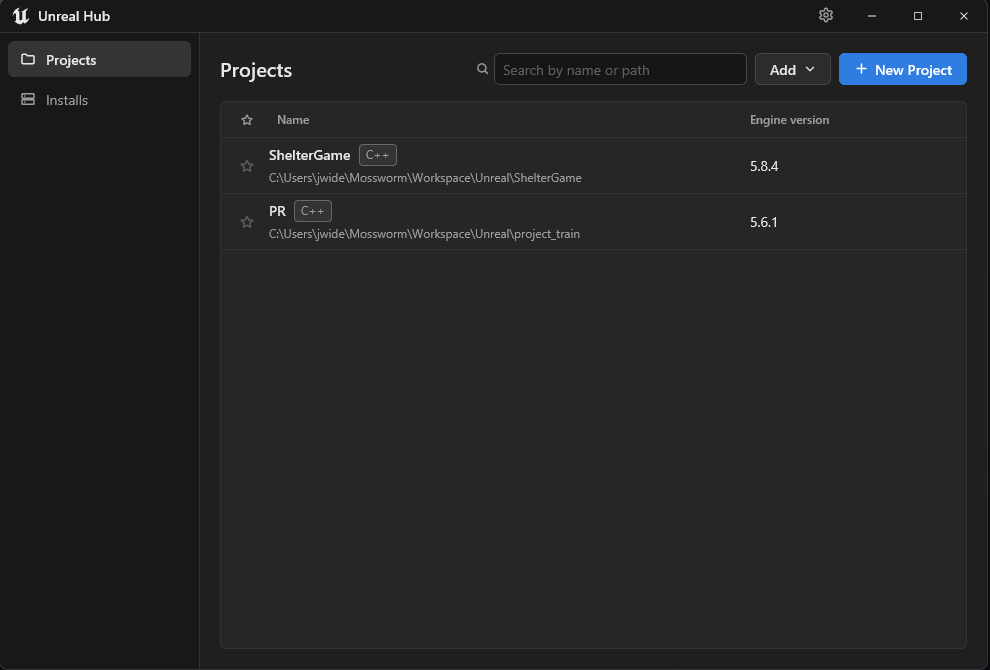 Unreal Hub
Projects
Installs
Projects
Search by name or path
Add
New Project
Name
Engine version
ShelterGame
C++
C:\Users\jwide\Mossworm\Workspace\Unreal\ShelterGame
5.8.4
PR
C++
C:\Users\jwide\Mossworm\Workspace\Unreal\project_train
5.6.1